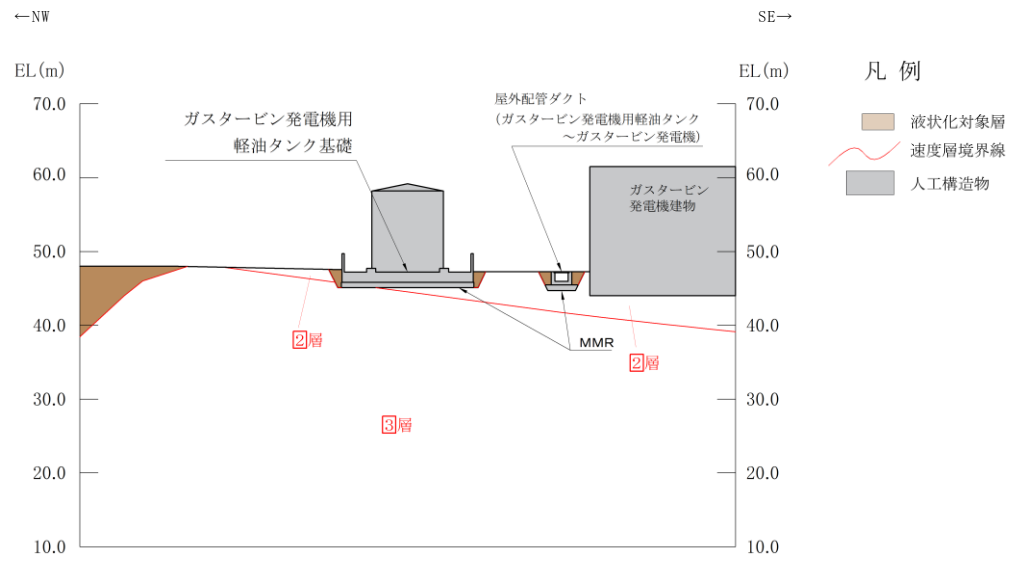 ←NW
SE→
EL(m)
EL(m)
凡 例
70.0
70.0
屋外配管ダクト
(ガスタービン発電機用軽油タンク
～ガスタービン発電機)
ガスタービン発電機用
軽油タンク基礎
液状化対象層
速度層境界線
人工構造物
60.0
60.0
ガスタービン
発電機建物
50.0
50.0
40.0
40.0
2層
MMR
2層
30.0
30.0
3層
20.0
20.0
10.0
10.0